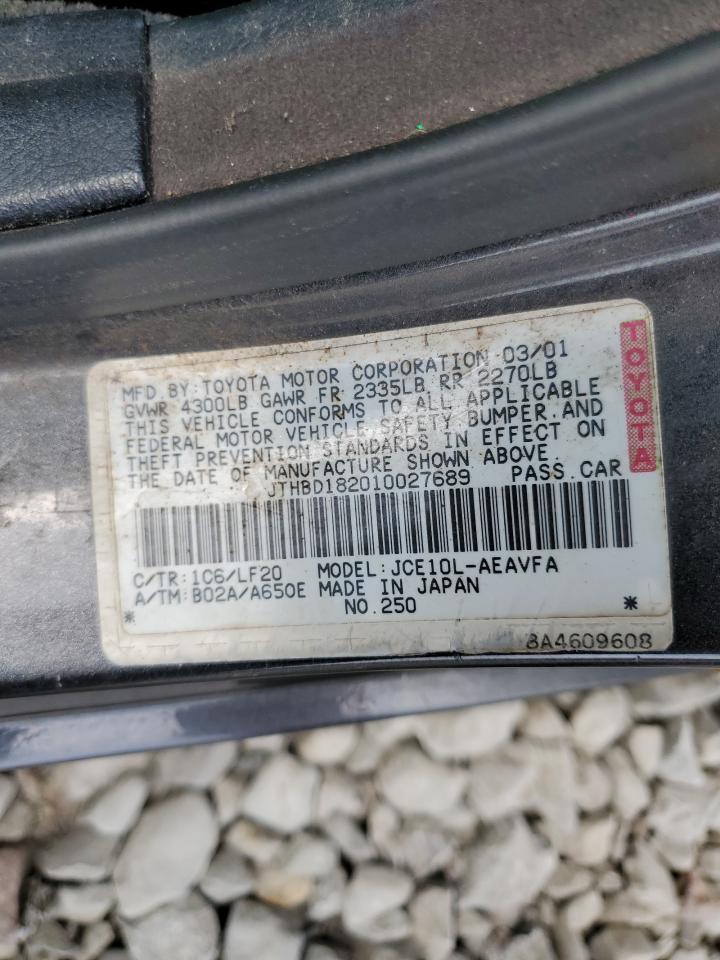 MFD.BY:TOYOTA MOTOR CORPORATION 03/01
GVWR 4300LB GAWR FR 2335LB RR 2270LB
THIS VEHICLE CONFORMS TO ALL APPLICABLE
FEDERAL MOTOR VEHICLE SAFETY BUMPER,AND
THEFT PREVENTION STANDARDS IN EFFECT ON
THE DATE OF MANUFACTURE SHOWN ABOVE.
JTHBD182010027689 PASS.CAR
C/TR:1C6/LF20 MODEL:JCE10L-AEAVFA
A/TM:B02A/A650E MADE IN JAPAN
* NO.250 *
BA4609608
TOYOTA